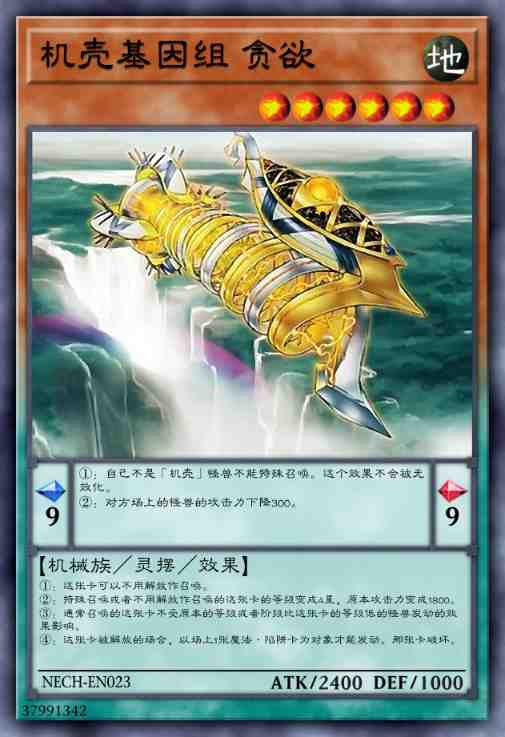 机壳基因组 贪欲
地
①：自己不是「机壳」怪兽不能特殊召唤。这个效果不会被无
效化。
②：对方场上的怪兽的攻击力下降300。
9
9
【机械族／灵摆／效果】
①：这张卡可以不用解放作召唤。
②：特殊召唤或者不用解放作召唤的这张卡的等级变成4星，原本攻击力变成1800。
③：通常召唤的这张卡不受原本的等级或者阶级比这张卡的等级低的怪兽发动的效
果影响。
④：这张卡被解放的场合，以场上1张魔法·陷阱卡为对象才能发动。那张卡破坏。
NECH-EN023
ATK/2400 DEF/1000
37991342